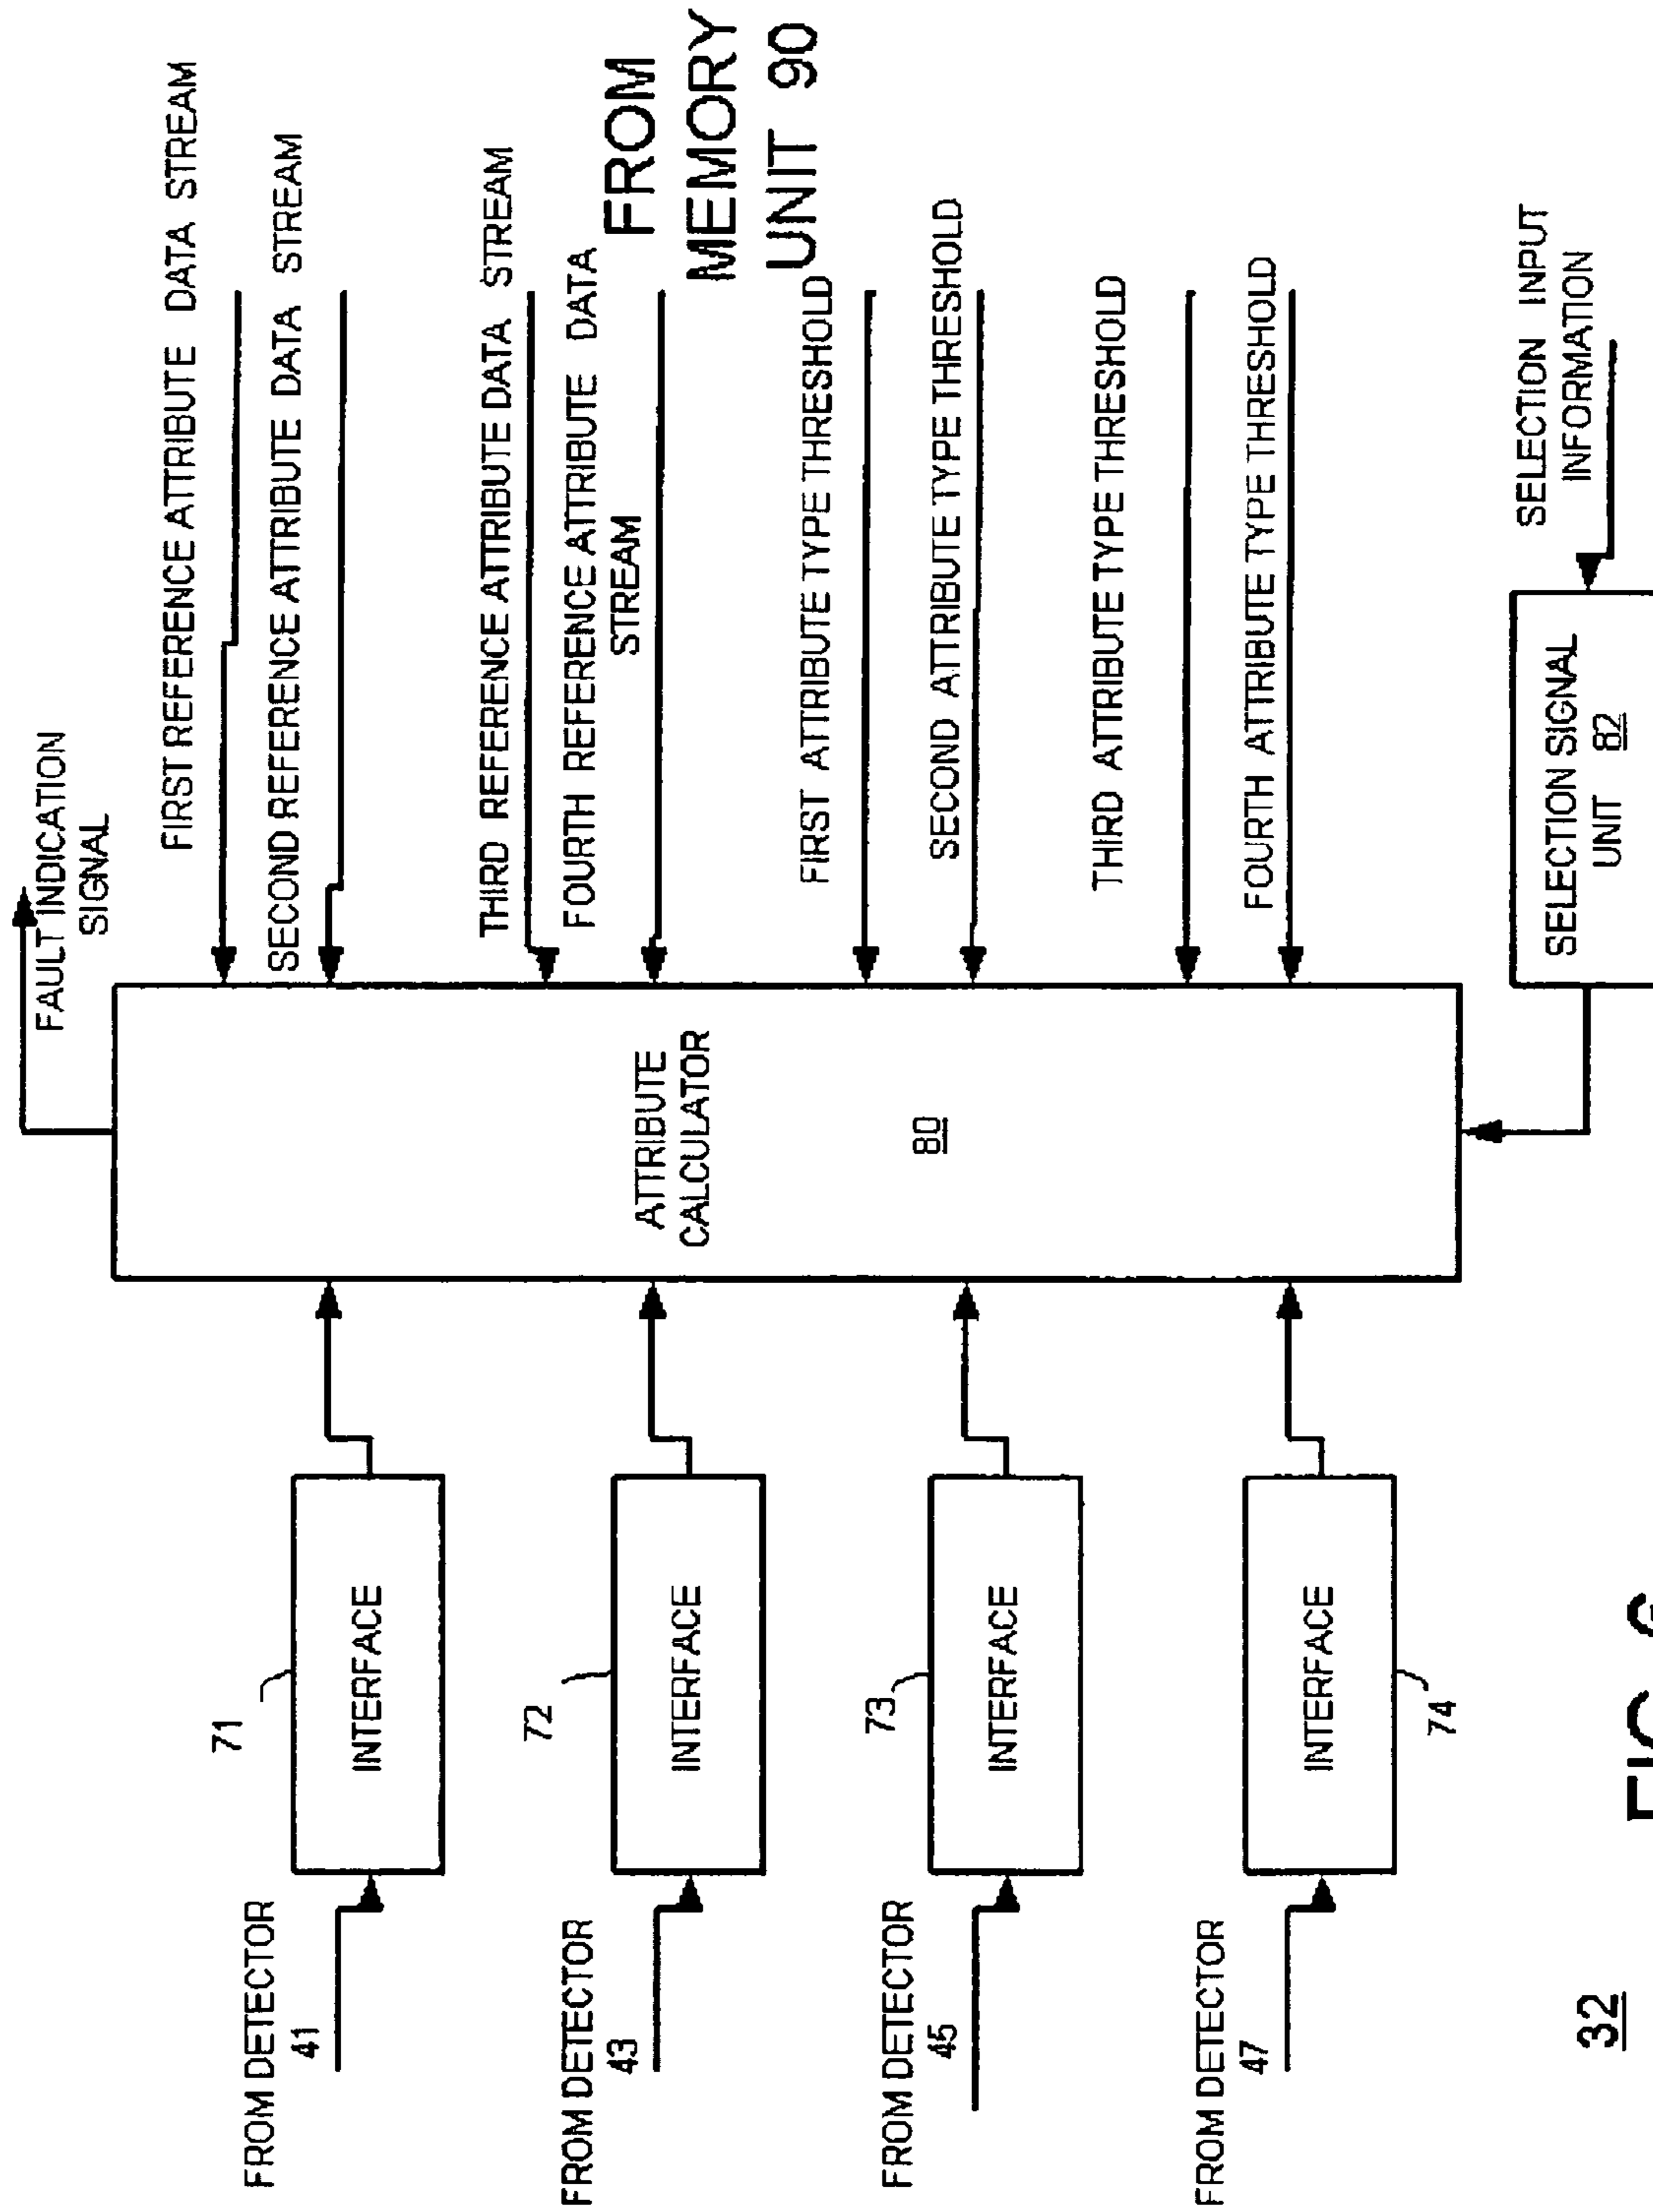 FAULT INDICATION
SIGNAL
FIRST REFERENCE ATTRIBUTE DATA STREAM
SECOND REFERENCE ATTRIBUTE DATA STREAM
THIRD REFERENCE ATTRIBUTE DATA STREAM
FOURTH REFERENCE ATTRIBUTE DATA
STREAM
FROM
MEMORY
UNIT 90
FIRST ATTRIBUTE TYPE THRESHOLD
SECOND ATTRIBUTE TYPE THRESHOLD
THIRD ATTRIBUTE TYPE THRESHOLD
FOURTH ATTRIBUTE TYPE THRESHOLD
SELECTION INPUT
INFORMATION
SELECTION SIGNAL
UNIT 82
ATTRIBUTE
CALCULATOR
80
71
INTERFACE
72
INTERFACE
73
INTERFACE
74
INTERFACE
FROM DETECTOR
41
FROM DETECTOR
43
FROM DETECTOR
45
FROM DETECTOR
47
32